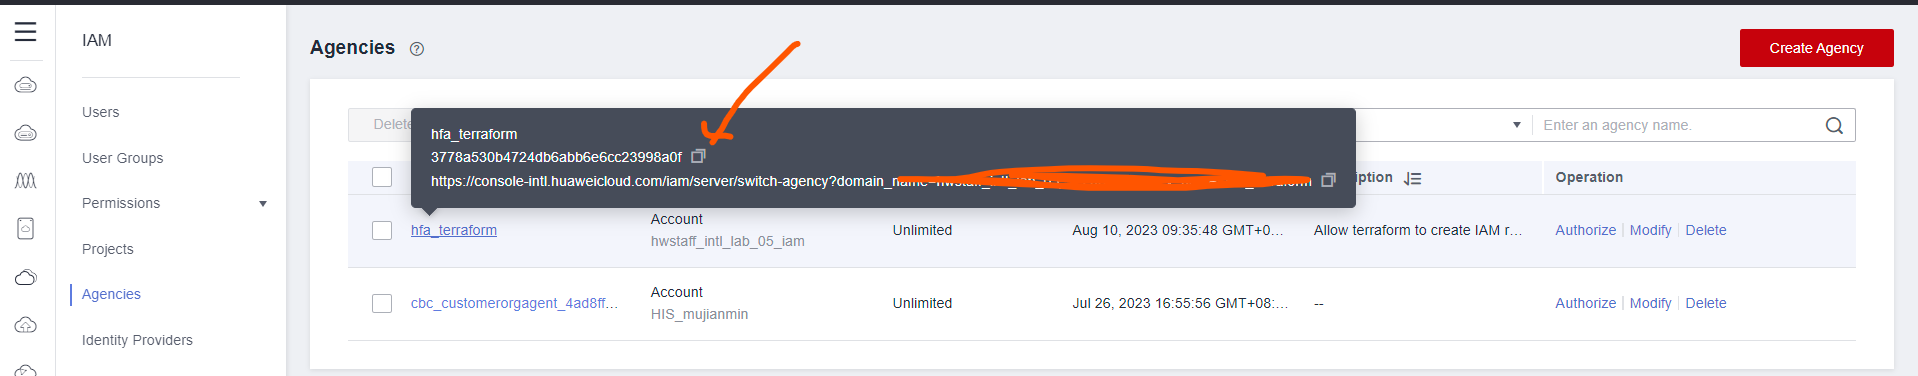 IAM
Users
User Groups
Permissions
Projects
Agencies
Identity Providers
Agencies ?
Create Agency
Delete
Enter an agency name.
hfa_terraform
3778a530b4724db6abb6e6cc23998a0f
https://console-intl.huaweicloud.com/iam/server/switch-agency?domain_name=
iption
Operation
hfa_terraform
Account
hwstaff_intl_lab_05_iam
Unlimited
Aug 10, 2023 09:35:48 GMT+0...
Allow terraform to create IAM r...
Authorize | Modify | Delete
cbc_customerorgagent_4ad8ff...
Account
HIS_mujianmin
Unlimited
Jul 26, 2023 16:55:56 GMT+08:...
--
Authorize | Modify | Delete